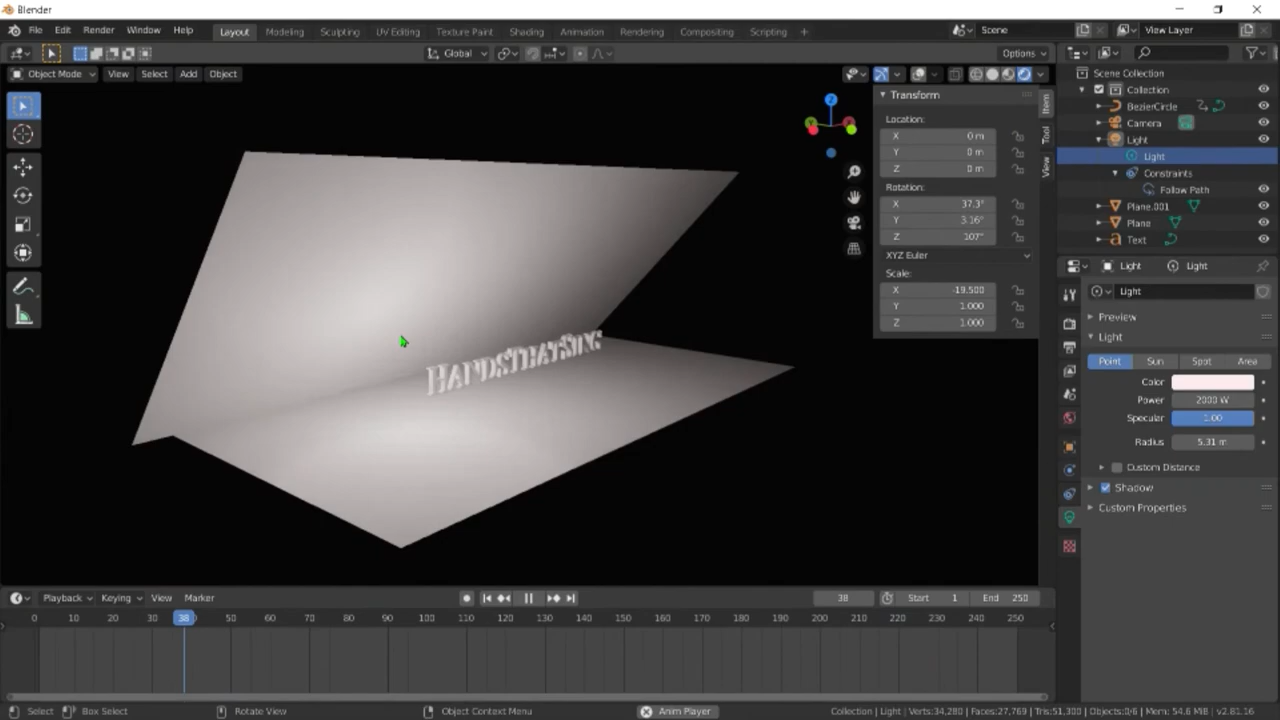 Blender
File Edit Render Window Help Layout Modeling Sculpting UV Editing Texture Paint Shading Animation Rendering Compositing Scripting + Scene View Layer
Global Options
Object Mode View Select Add Object
Transform
Location:
X 0 m
Y 0 m
Z 0 m
Rotation:
X 37.3°
Y 3.16°
Z 107°
XYZ Euler
Scale:
X -19.500
Y 1.000
Z 1.000
Item
Tool
View
Z
HANDSTHATSING
Scene Collection
Collection
BezierCircle
Camera
Light
Light
Constraints
Follow Path
Plane.001
Plane
Text
Light Light
Light
Preview
Light
Point Sun Spot Area
Color
Power 2000 W
Specular 1.00
Radius 5.31 m
Custom Distance
Shadow
Custom Properties
Playback Keying View Marker 38 Start 1 End 250
0 10 20 30 38 50 60 70 80 90 100 110 120 130 140 150 160 170 180 190 200 210 220 230 240 250
Select Box Select Rotate View Object Context Menu Anim Player Collection | Light | Verts:34,280 | Faces:27,769 | Tris:51,300 | Objects:0/6 | Mem: 54.6 MiB | v2.81.16